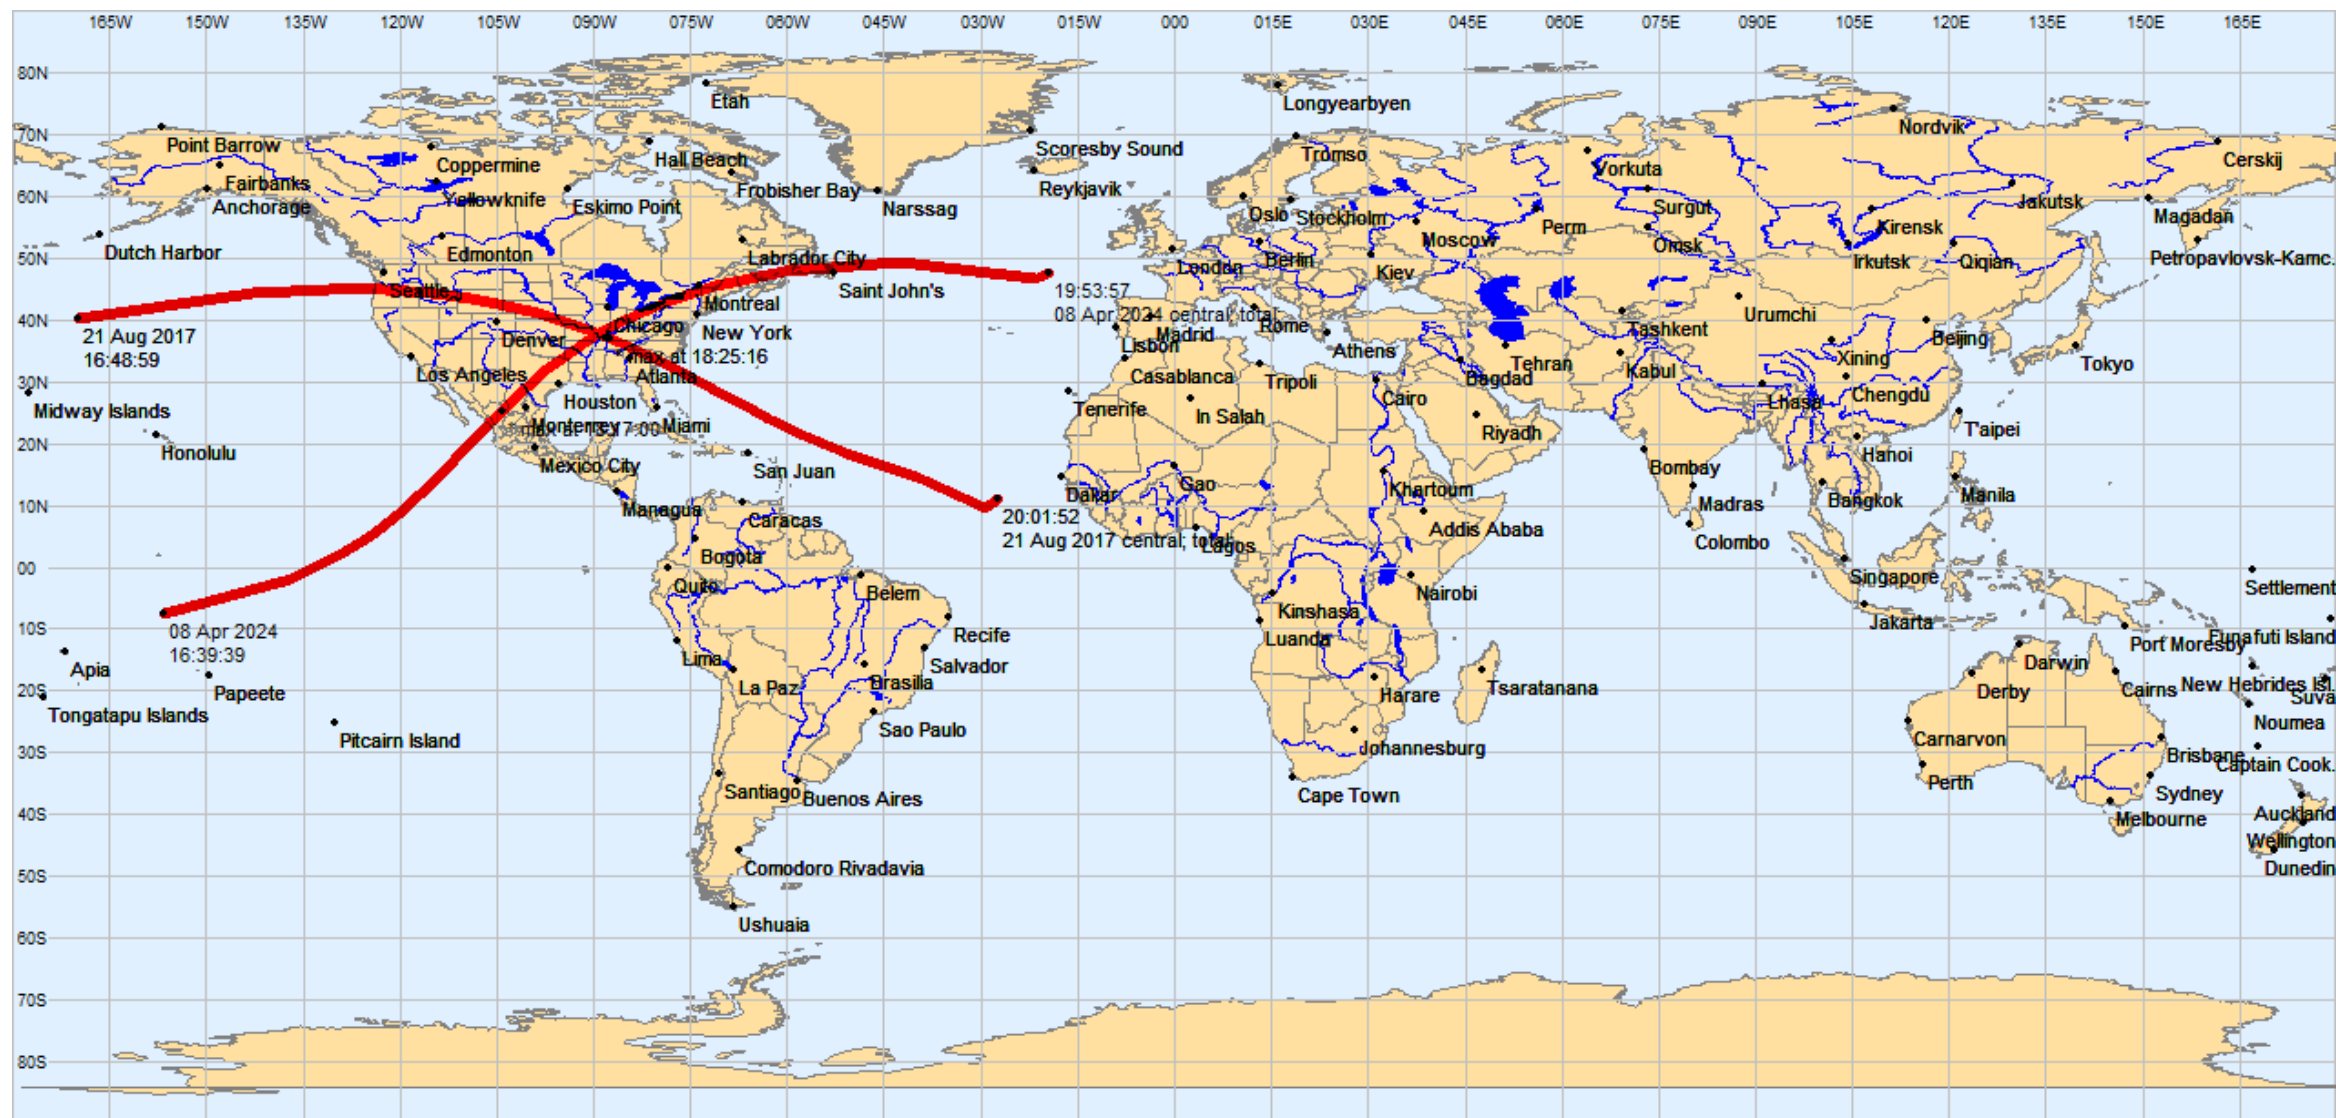 165W 150W 135W 120W 105W 090W 075W 060W 045W 030W 015W 000 015E 030E 045E 060E 075E 090E 105E 120E 135E 150E 165E
80N
Etah
Longyearbyen
70N
Nordvik
Point Barrow
Coppermine
Hall Beach
Scoresby Sound
Tromso
Cerskij
Vorkuta
Fairbanks
Yellowknife
Frobisher Bay
Reykjavik
60N
Anchorage
Eskimo Point
Narssag
Oslo
Stockholm
Perm
Surgut
Kirensk
Jakutsk
Magadan
Dutch Harbor
Edmonton
Labrador City
Moscow
Omsk
50N
London
Berlin
Kiev
Irkutsk
Qiqian
Petropavlovsk-Kamc.
Seattle
Montreal
Saint John's
19:53:57
08 Apr 2024 central, total
40N
21 Aug 2017
16:48:59
Denver
Chicago
New York
Lisbon
Madrid
Rome
Athens
Tashkent
Urumchi
Beijing
max at 18:25:16
Los Angeles
Atlanta
Casablanca
Tripoli
Bagdad
Tehran
Kabul
Xining
Tokyo
30N
Midway Islands
Houston
Tenerife
In Salah
Cairo
Lhasa
Chengdu
Honolulu
Monterrey
Miami
Riyadh
T'aipei
20N
Mexico City
San Juan
Bombay
Hanoi
Managua
Dakar
Gao
Khartoum
Madras
Bangkok
Manila
10N
Caracas
20:01:52
21 Aug 2017 central, total
Lagos
Addis Ababa
Colombo
Bogota
00
Quito
Belem
Nairobi
Singapore
Settlement
Kinshasa
Jakarta
10S
08 Apr 2024
16:39:39
Recife
Luanda
Port Moresby
Funafuti Island
Apia
Lima
Salvador
Darwin
Papeete
La Paz
Brasilia
Harare
Tsaratanana
Derby
Cairns
New Hebrides Isl.
Suva
20S
Tongatapu Islands
Pitcairn Island
Sao Paulo
Noumea
30S
Johannesburg
Carnarvon
Brisbane
Captain Cook.
Santiago
Buenos Aires
Cape Town
Perth
Sydney
40S
Melbourne
Auckland
Wellington
Comodoro Rivadavia
Dunedin
50S
Ushuaia
60S
70S
80S